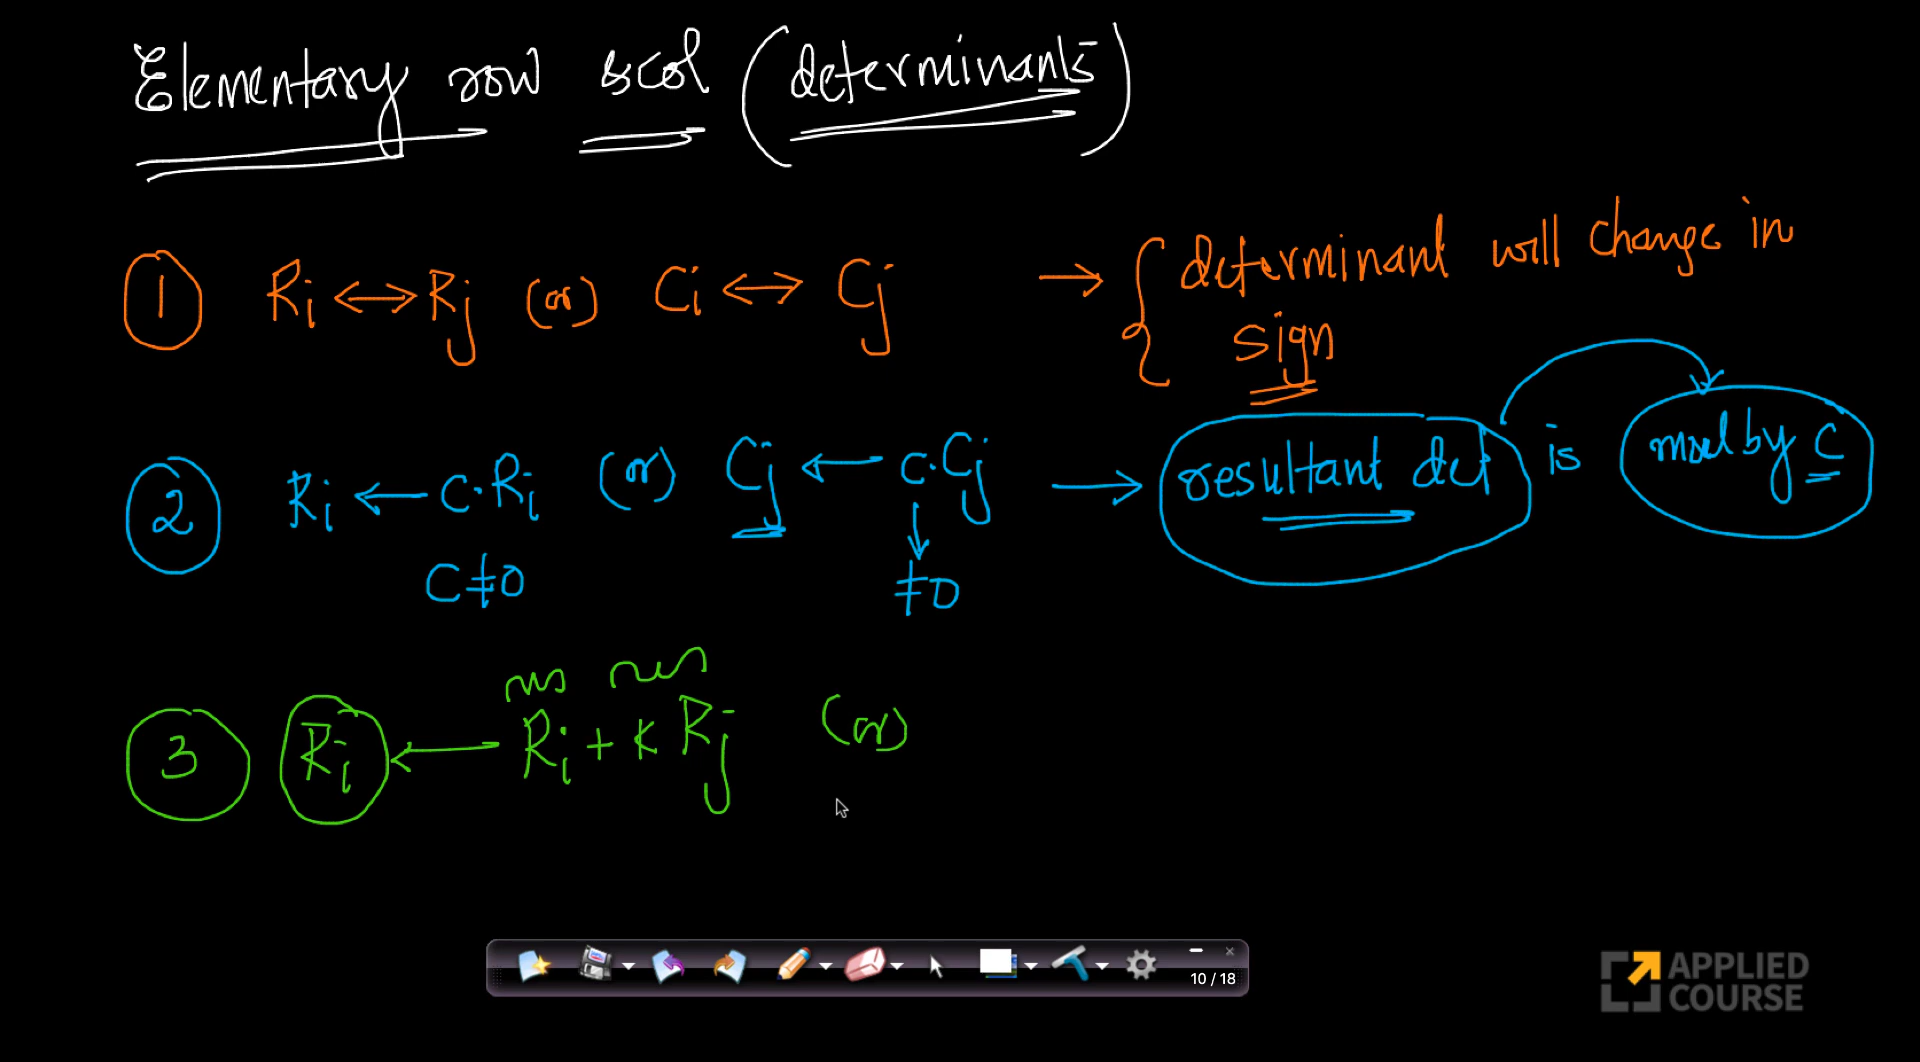 Elementary row & col (determinants)
1 Ri ↔ Rj (or) Ci ↔ Cj → { determinant will change in
sign
2 Ri ← c·Ri (or) Cj ← c·Cj → resultant det is mul by c
C≠0 ≠0
3 Ri ← Ri + K Rj (or)
10 / 18
APPLIED
COURSE